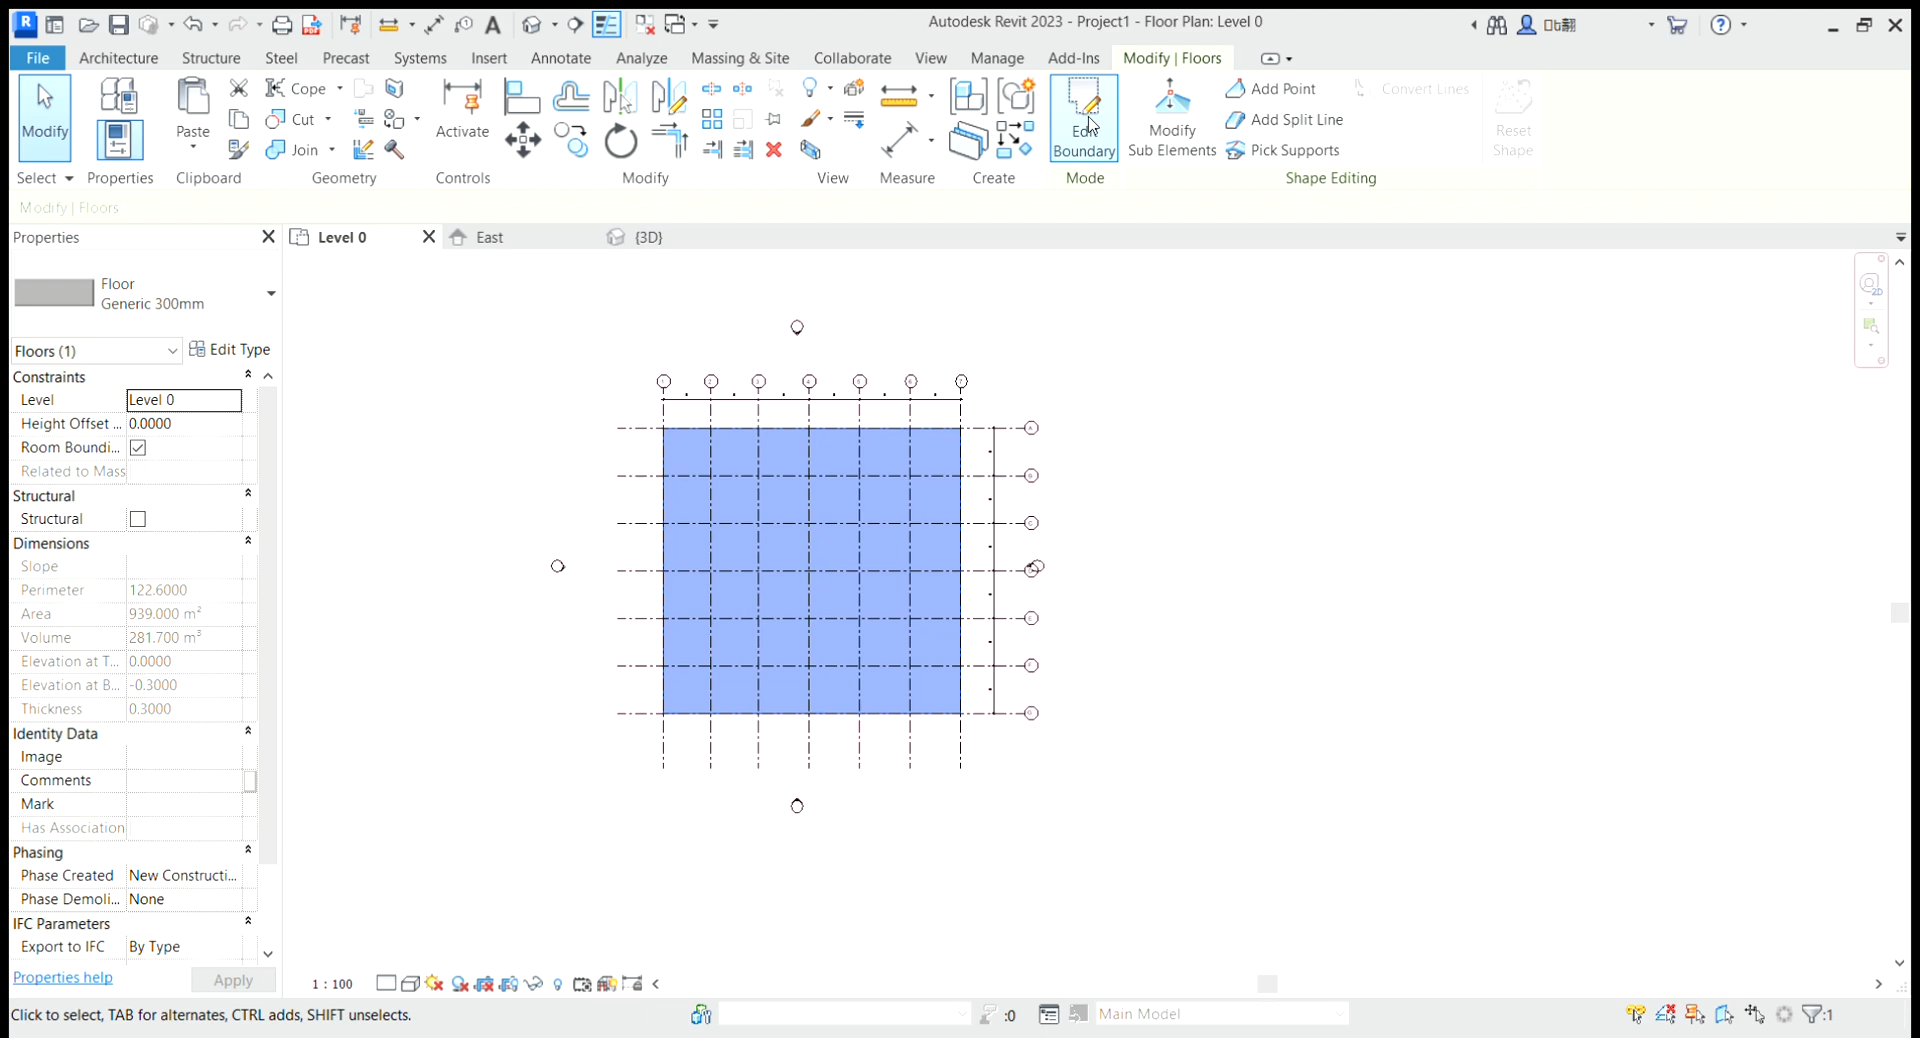 Autodesk Revit 2023 - Project1 - Floor Plan: Level 0
File Architecture Structure Steel Precast Systems Insert Annotate Analyze Massing & Site Collaborate View Manage Add-Ins Modify | Floors
Modify
Paste
Cope
Cut
Join
Activate
Edit Boundary
Modify Sub Elements
Add Point
Add Split Line
Pick Supports
Convert Lines
Reset Shape
Select Properties Clipboard Geometry Controls Modify View Measure Create Mode Shape Editing
Modify | Floors
Properties
Level 0 East {3D}
Floor
Generic 300mm
Floors (1) Edit Type
Constraints
Level Level 0
Height Offset ... 0.0000
Room Boundi...
Related to Mass
Structural
Structural
Dimensions
Slope
Perimeter 122.6000
Area 939.000 m²
Volume 281.700 m³
Elevation at T... 0.0000
Elevation at B... -0.3000
Thickness 0.3000
Identity Data
Image
Comments
Mark
Has Association
Phasing
Phase Created New Constructi...
Phase Demoli... None
IFC Parameters
Export to IFC By Type
Properties help Apply
1 : 100
Click to select, TAB for alternates, CTRL adds, SHIFT unselects.
:0 Main Model :1